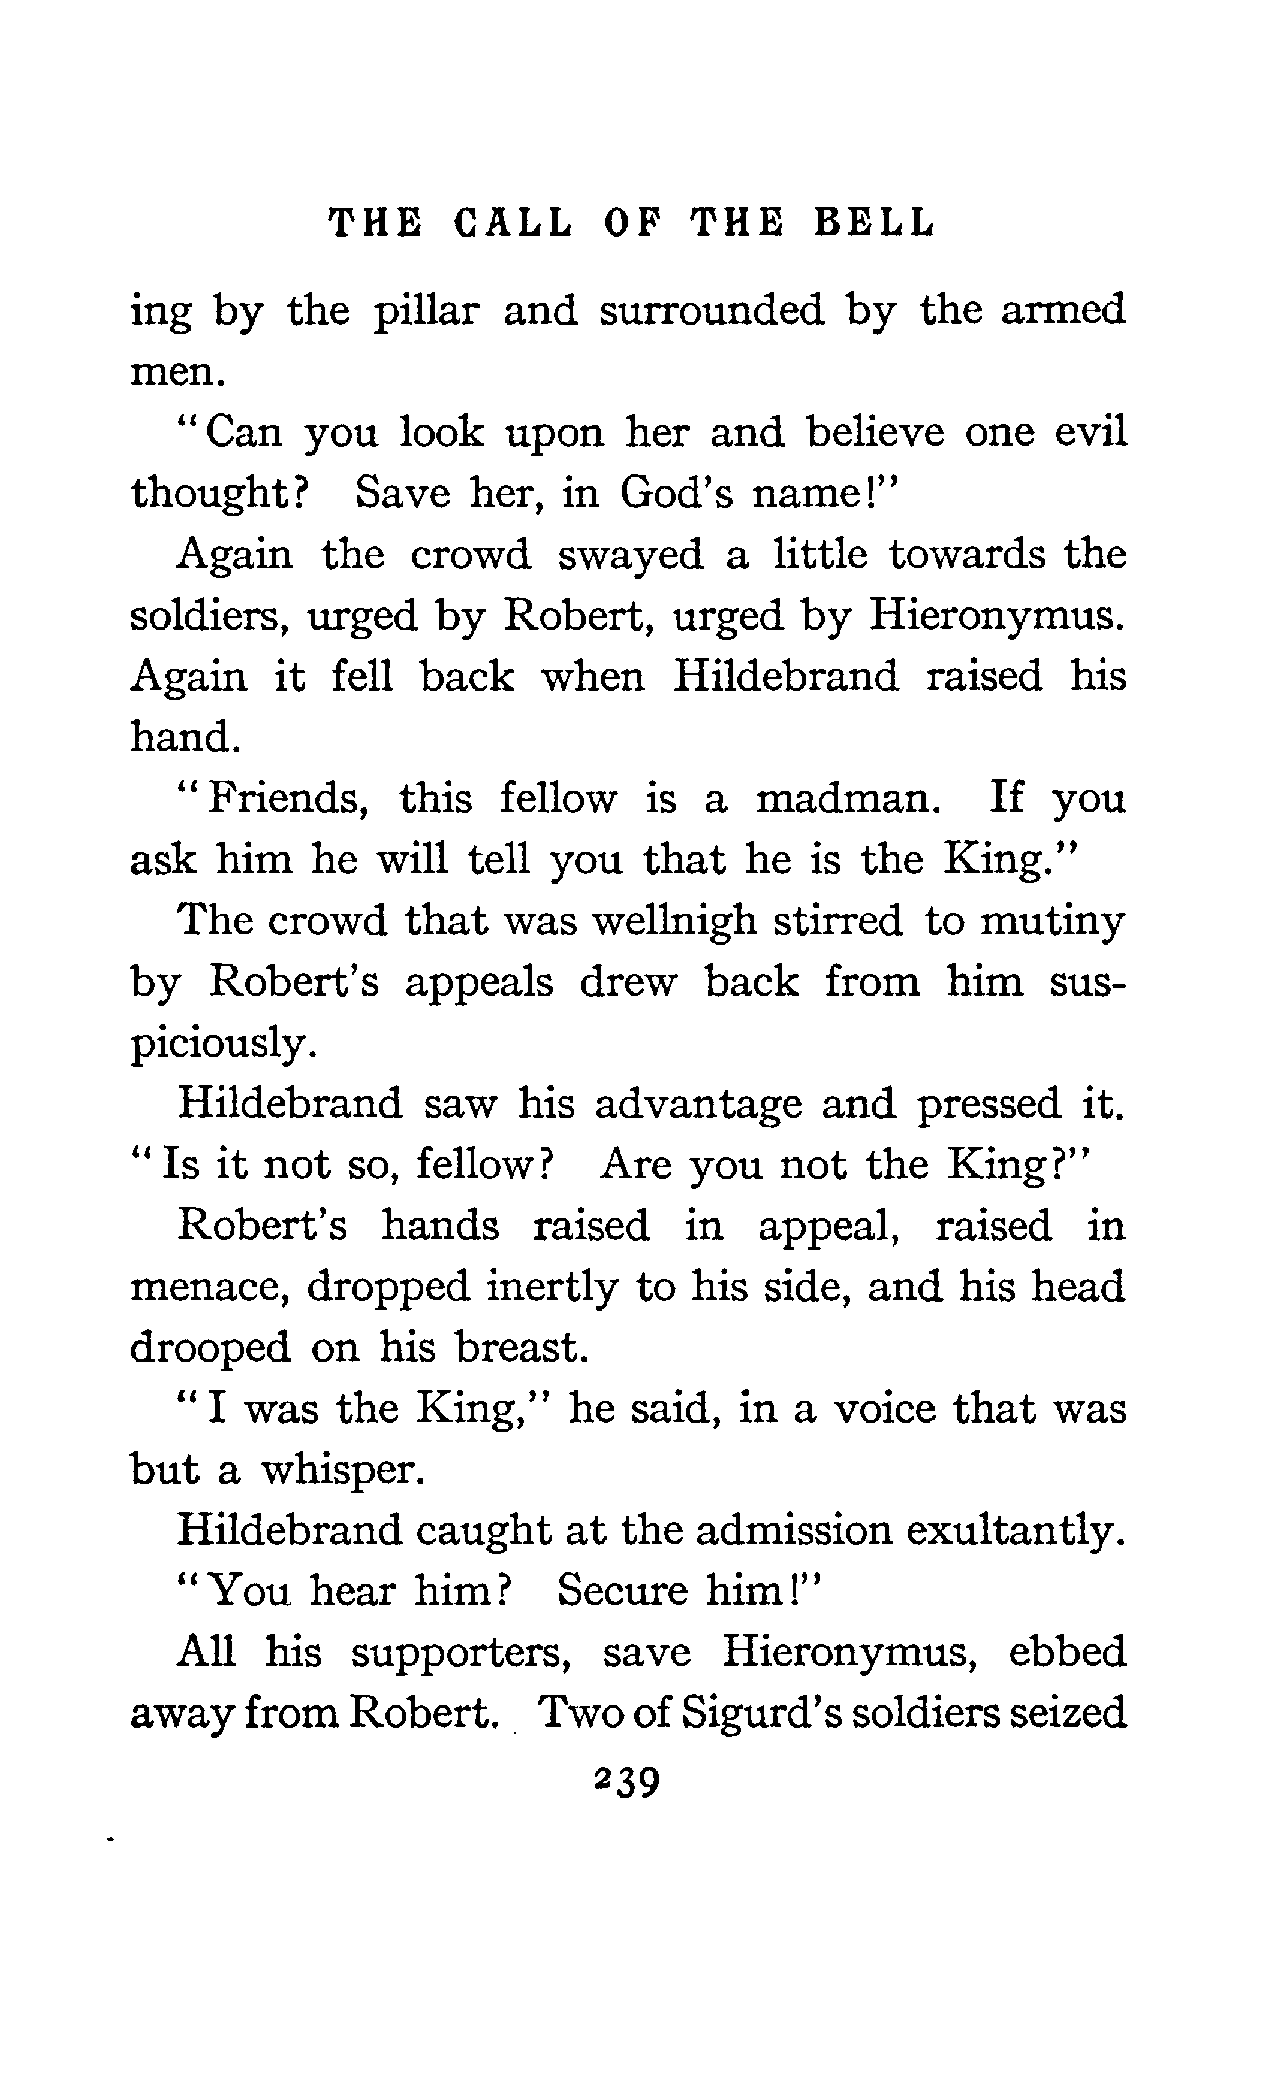 THE CALL OF THE BELL
ing by the pillar and surrounded by the armed
men.
"Can you look upon her and believe one evil
thought? Save her, in God's name!"
Again the crowd swayed a little towards the
soldiers, urged by Robert, urged by Hieronymus.
Again it fell back when Hildebrand raised his
hand.
"Friends, this fellow is a madman. If you
ask him he will tell you that he is the King."
The crowd that was wellnigh stirred to mutiny
by Robert's appeals drew back from him sus-
piciously.
Hildebrand saw his advantage and pressed it.
"Is it not so, fellow? Are you not the King?"
Robert's hands raised in appeal, raised in
menace, dropped inertly to his side, and his head
drooped on his breast.
"I was the King," he said, in a voice that was
but a whisper.
Hildebrand caught at the admission exultantly.
"You hear him? Secure him!"
All his supporters, save Hieronymus, ebbed
away from Robert. Two of Sigurd's soldiers seized
239